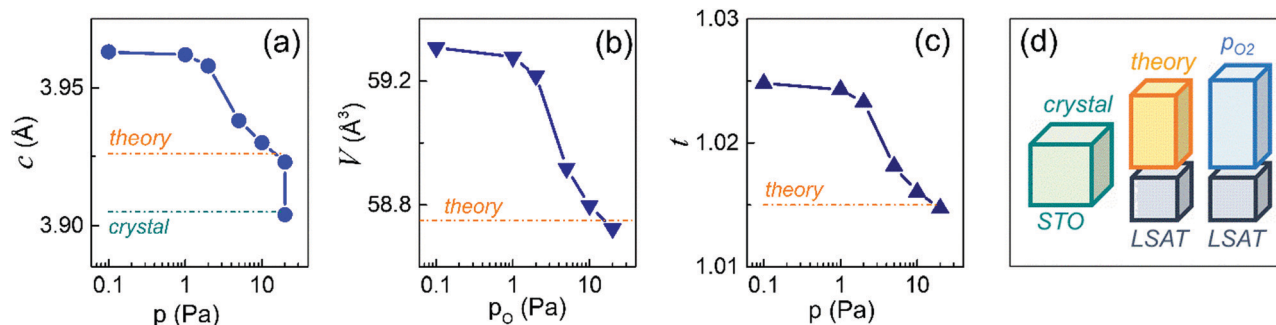 (a)
c (Å)
3.95
3.90
theory
crystal
0.1 1 10
p (Pa)
(b)
V (Å³)
59.2
58.8
theory
0.1 1 10
p_O (Pa)
(c)
t
1.03
1.02
1.01
theory
0.1 1 10
p (Pa)
(d)
crystal
STO
theory
LSAT
p_O2
LSAT